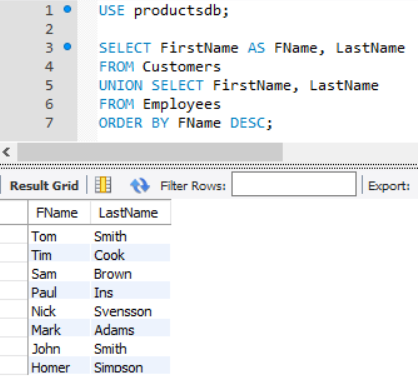 1 USE productsdb;
2
3 SELECT FirstName AS FName, LastName
4 FROM Customers
5 UNION SELECT FirstName, LastName
6 FROM Employees
7 ORDER BY FName DESC;
Result Grid Filter Rows: Export:
FName LastName
Tom Smith
Tim Cook
Sam Brown
Paul Ins
Nick Svensson
Mark Adams
John Smith
Homer Simpson